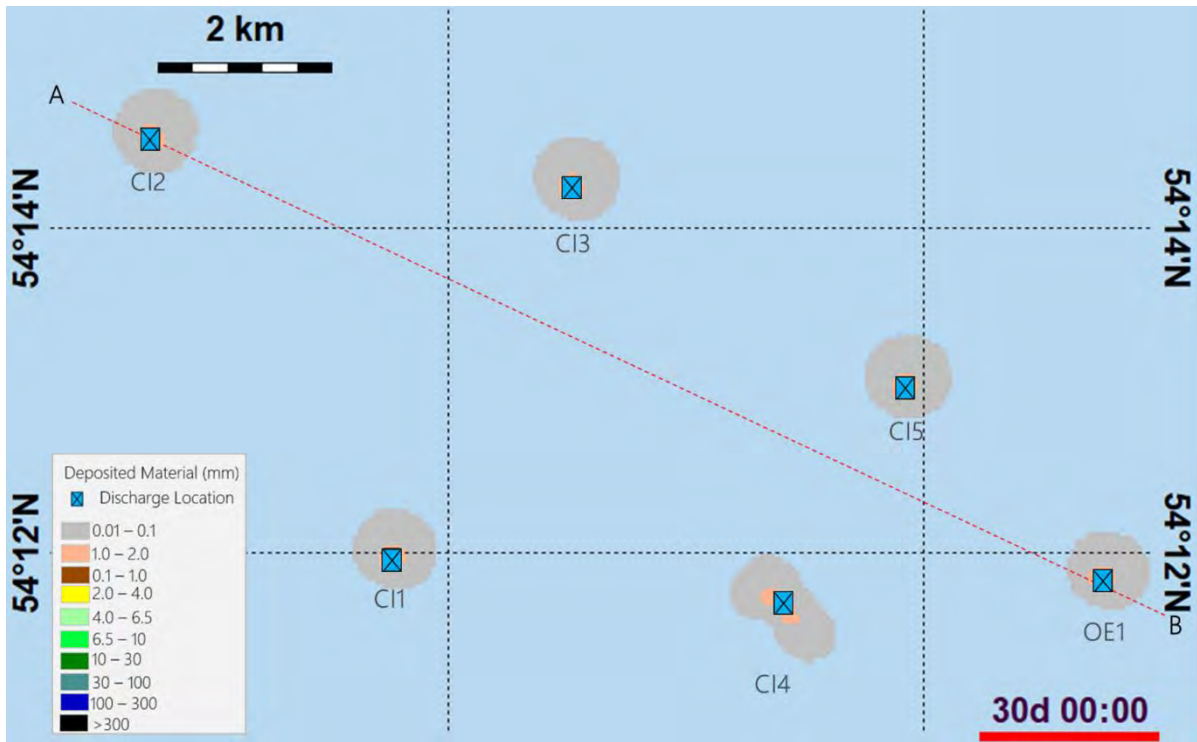 2 km
A
CI2
54°14'N
54°14'N
CI3
CI5
Deposited Material (mm)
Discharge Location
0.01 – 0.1
1.0 – 2.0
0.1 – 1.0
2.0 – 4.0
4.0 – 6.5
6.5 – 10
10 – 30
30 – 100
100 – 300
>300
54°12'N
54°12'N
CI1
CI4
OE1
B
30d 00:00